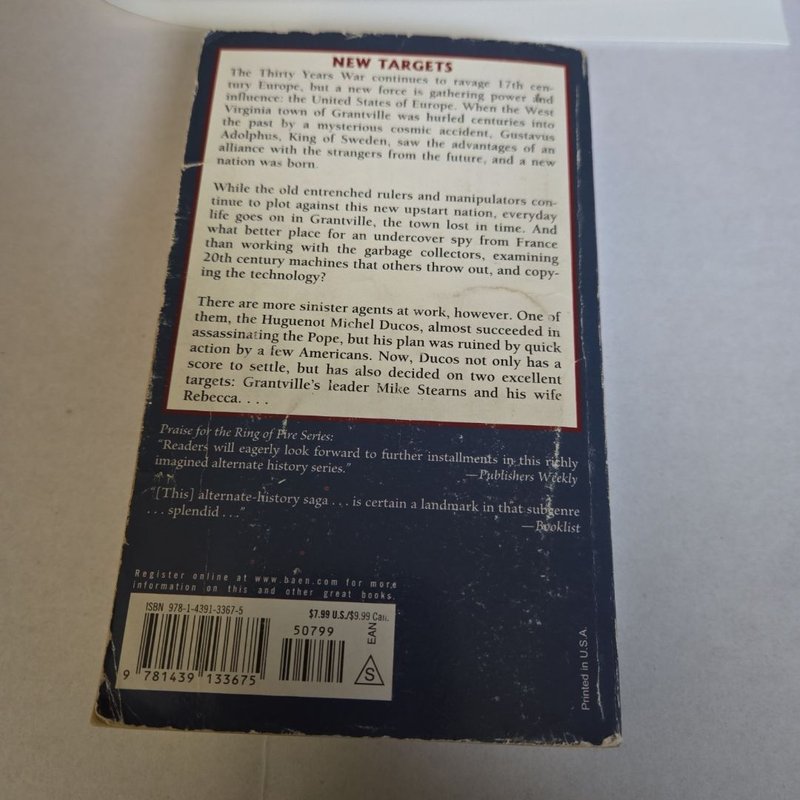 NEW TARGETS
The Thirty Years War continues to ravage 17th cen-
tury Europe, but a new force is gathering power and
influence: the United States of Europe. When the West
Virginia town of Grantville was hurled centuries into
the past by a mysterious cosmic accident, Gustavus
Adolphus, King of Sweden, saw the advantages of an
alliance with the strangers from the future, and a new
nation was born.
While the old entrenched rulers and manipulators con-
tinue to plot against this new upstart nation, everyday
life goes on in Grantville, the town lost in time. And
what better place for an undercover spy from France
than working with the garbage collectors, examining
20th century machines that others throw out, and copy-
ing the technology?
There are more sinister agents at work, however. One of
them, the Huguenot Michel Ducos, almost succeeded in
assassinating the Pope, but his plan was ruined by quick
action by a few Americans. Now, Ducos not only has a
score to settle, but has also decided on two excellent
targets: Grantville's leader Mike Stearns and his wife
Rebecca. . . .
Praise for the Ring of Fire Series:
"Readers will eagerly look forward to further installments in this richly
imagined alternate history series."
—Publishers Weekly
"[This] alternate-history saga . . . is certain a landmark in that subgenre
. . . splendid . . ."
—Booklist
Register online at www.baen.com for more
information on this and other great books.
ISBN 978-1-4391-3367-5
$7.99 U.S./$9.99 Can.
50799
EAN
S
9 781439 133675
Printed in U.S.A.